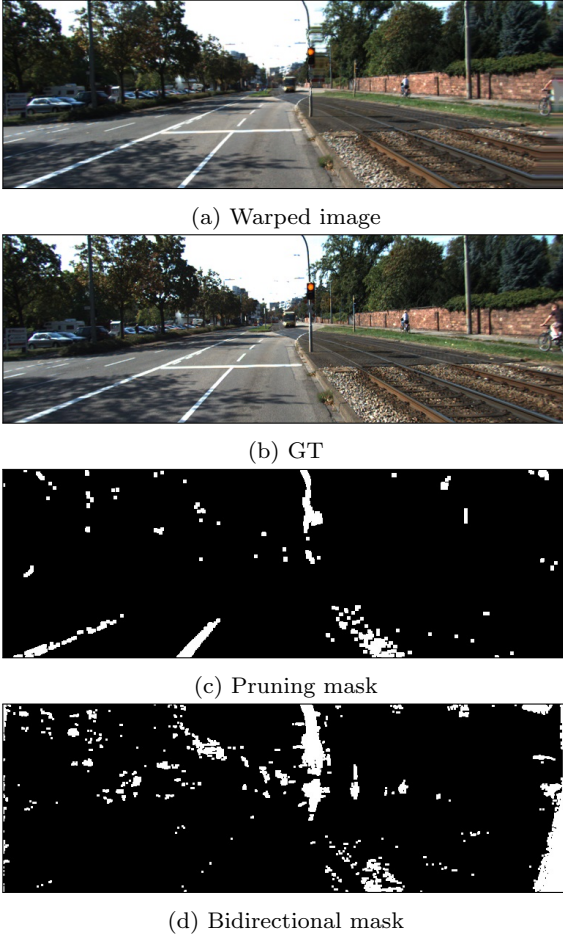 (a) Warped image
(b) GT
(c) Pruning mask
(d) Bidirectional mask